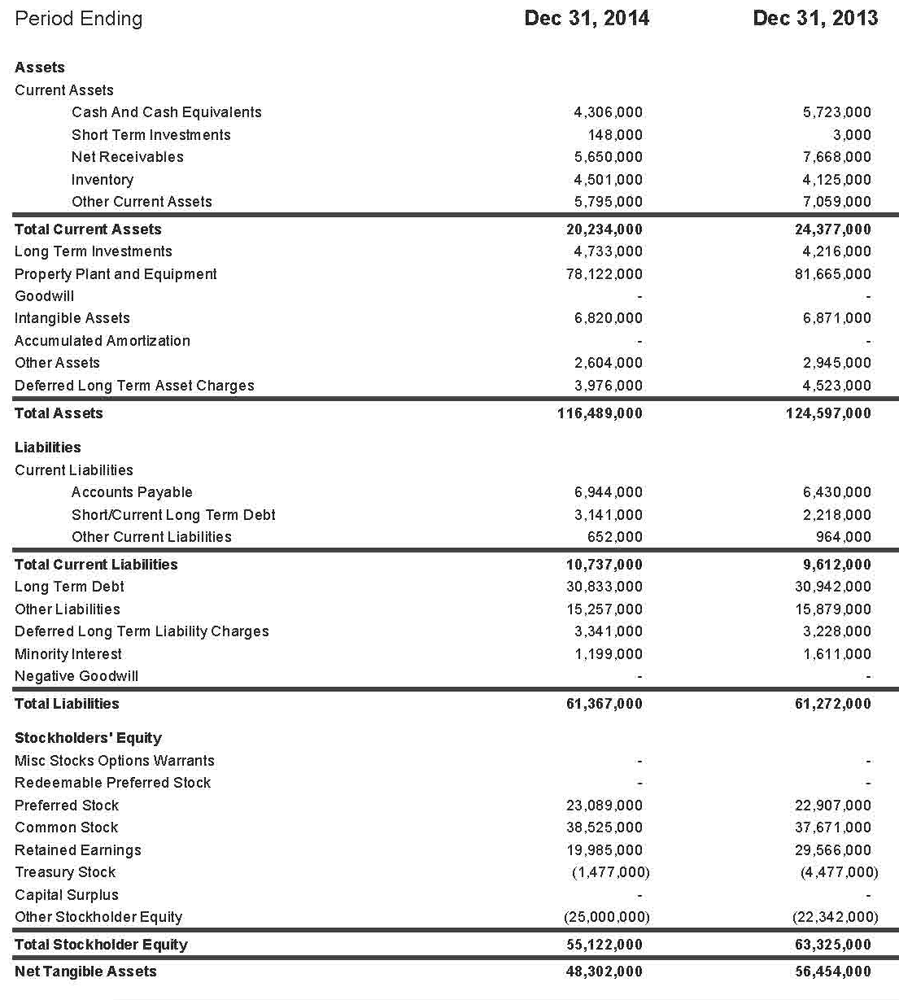 Period Ending Dec 31, 2014 Dec 31, 2013
Assets
Current Assets
Cash And Cash Equivalents 4,306,000 5,723,000
Short Term Investments 148,000 3,000
Net Receivables 5,650,000 7,668,000
Inventory 4,501,000 4,125,000
Other Current Assets 5,795,000 7,059,000
Total Current Assets 20,234,000 24,377,000
Long Term Investments 4,733,000 4,216,000
Property Plant and Equipment 78,122,000 81,665,000
Goodwill - -
Intangible Assets 6,820,000 6,871,000
Accumulated Amortization - -
Other Assets 2,604,000 2,945,000
Deferred Long Term Asset Charges 3,976,000 4,523,000
Total Assets 116,489,000 124,597,000
Liabilities
Current Liabilities
Accounts Payable 6,944,000 6,430,000
Short/Current Long Term Debt 3,141,000 2,218,000
Other Current Liabilities 652,000 964,000
Total Current Liabilities 10,737,000 9,612,000
Long Term Debt 30,833,000 30,942,000
Other Liabilities 15,257,000 15,879,000
Deferred Long Term Liability Charges 3,341,000 3,228,000
Minority Interest 1,199,000 1,611,000
Negative Goodwill - -
Total Liabilities 61,367,000 61,272,000
Stockholders' Equity
Misc Stocks Options Warrants - -
Redeemable Preferred Stock - -
Preferred Stock 23,089,000 22,907,000
Common Stock 38,525,000 37,671,000
Retained Earnings 19,985,000 29,566,000
Treasury Stock (1,477,000) (4,477,000)
Capital Surplus - -
Other Stockholder Equity (25,000,000) (22,342,000)
Total Stockholder Equity 55,122,000 63,325,000
Net Tangible Assets 48,302,000 56,454,000